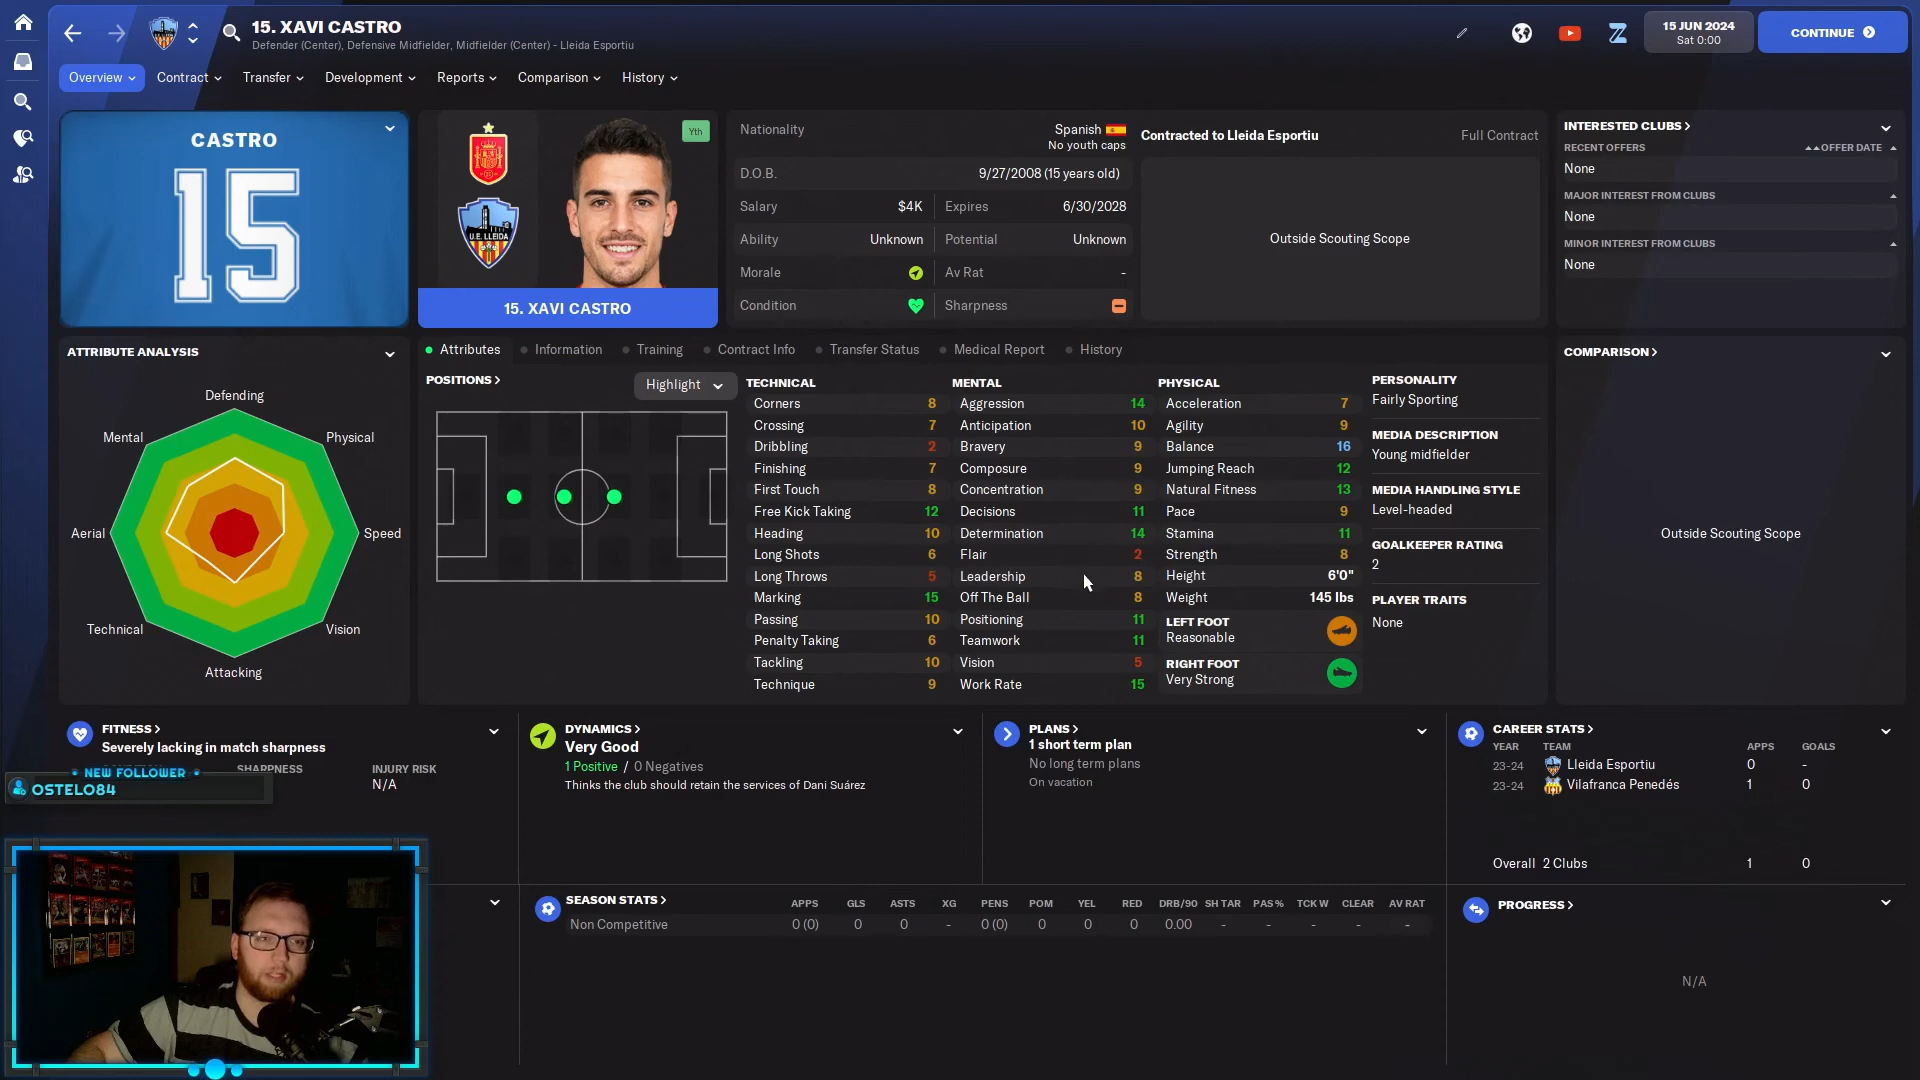 15. XAVI CASTRO
Defender (Center), Defensive Midfielder, Midfielder (Center) - Lleida Esportiu
15 JUN 2024
Sat 0:00
CONTINUE
Overview
Contract
Transfer
Development
Reports
Comparison
History
CASTRO
15
U.E. LLEIDA
Yth
15. XAVI CASTRO
Nationality
Spanish
No youth caps
D.O.B.
9/27/2008 (15 years old)
Salary $4K Expires 6/30/2028
Ability Unknown Potential Unknown
Morale Av Rat -
Condition Sharpness
Contracted to Lleida Esportiu Full Contract
Outside Scouting Scope
INTERESTED CLUBS >
RECENT OFFERS OFFER DATE
None
MAJOR INTEREST FROM CLUBS
None
MINOR INTEREST FROM CLUBS
None
ATTRIBUTE ANALYSIS
Defending
Mental Physical
Aerial Speed
Technical Vision
Attacking
Attributes Information Training Contract Info Transfer Status Medical Report History
POSITIONS >
Highlight
TECHNICAL
Corners 8
Crossing 7
Dribbling 2
Finishing 7
First Touch 8
Free Kick Taking 12
Heading 10
Long Shots 6
Long Throws 5
Marking 15
Passing 10
Penalty Taking 6
Tackling 10
Technique 9
MENTAL
Aggression 14
Anticipation 10
Bravery 9
Composure 9
Concentration 9
Decisions 11
Determination 14
Flair 2
Leadership 8
Off The Ball 8
Positioning 11
Teamwork 11
Vision 5
Work Rate 15
PHYSICAL
Acceleration 7
Agility 9
Balance 16
Jumping Reach 12
Natural Fitness 13
Pace 9
Stamina 11
Strength 8
Height 6'0"
Weight 145 lbs
LEFT FOOT
Reasonable
RIGHT FOOT
Very Strong
PERSONALITY
Fairly Sporting
MEDIA DESCRIPTION
Young midfielder
MEDIA HANDLING STYLE
Level-headed
GOALKEEPER RATING
2
PLAYER TRAITS
None
COMPARISON >
Outside Scouting Scope
FITNESS >
Severely lacking in match sharpness
SHARPNESS INJURY RISK
N/A
NEW FOLLOWER
OSTELO84
DYNAMICS >
Very Good
1 Positive / 0 Negatives
Thinks the club should retain the services of Dani Suárez
PLANS >
1 short term plan
No long term plans
On vacation
CAREER STATS >
YEAR TEAM APPS GOALS
23-24 Lleida Esportiu 0 -
23-24 Vilafranca Penedés 1 0
Overall 2 Clubs 1 0
SEASON STATS > APPS GLS ASTS XG PENS POM YEL RED DRB/90 SH TAR PAS % TCK W CLEAR AV RAT
Non Competitive 0 (0) 0 0 - 0 (0) 0 0 0 0.00 - - - - -
PROGRESS >
N/A